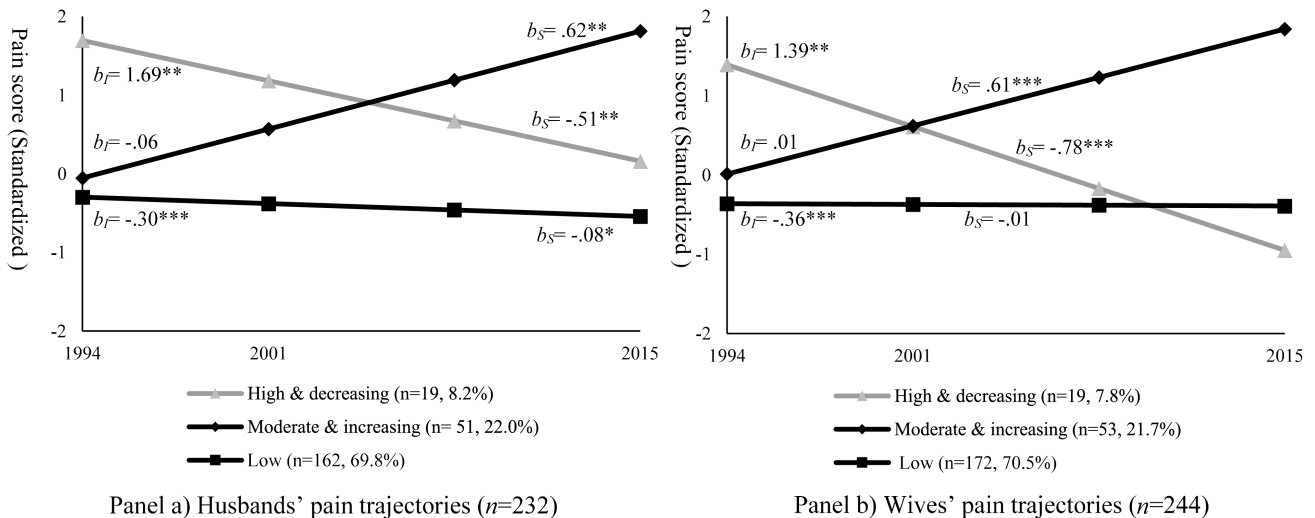 Pain score (Standardized )
2
1
0
-1
-2
b_I= 1.69**
b_S= .62**
b_S= -.51**
b_I= -.06
b_I= -.30***
b_S= -.08*
1994
2001
2015
High & decreasing (n=19, 8.2%)
Moderate & increasing (n= 51, 22.0%)
Low (n=162, 69.8%)
Panel a) Husbands’ pain trajectories (n=232)
Pain score (Standardized )
2
1
0
-1
-2
b_I= 1.39**
b_S= .61***
b_I= .01
b_S= -.78***
b_I= -.36***
b_S= -.01
1994
2001
2015
High & decreasing (n=19, 7.8%)
Moderate & increasing (n=53, 21.7%)
Low (n=172, 70.5%)
Panel b) Wives’ pain trajectories (n=244)